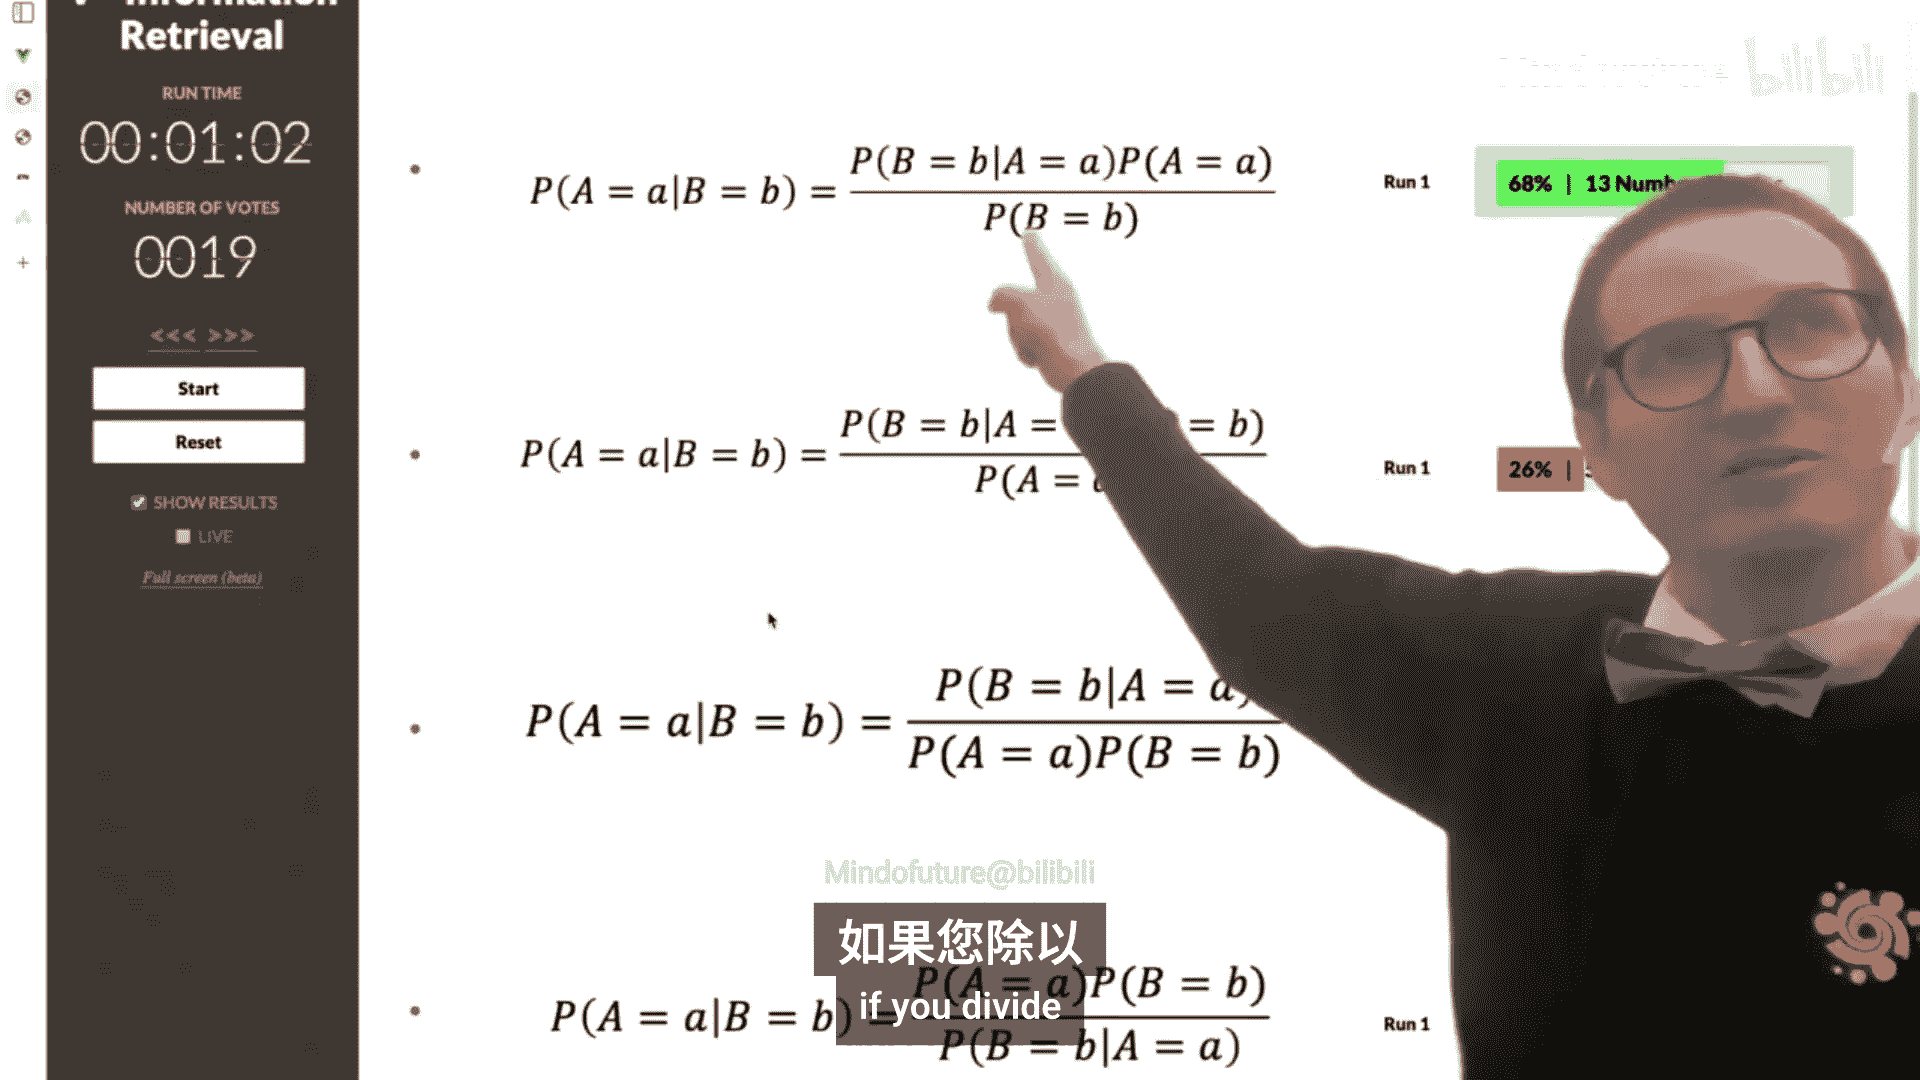 Retrieval
RUN TIME
00:01:02
NUMBER OF VOTES
0019
<<< >>>
Start
Reset
SHOW RESULTS
LIVE
Full screen (beta)
bilibili
P(A = a|B = b) = P(B = b|A = a)P(A = a) / P(B = b)
Run 1
68% | 13
P(A = a|B = b) = P(B = b|A = = b) / P(A =
Run 1
26% |
P(A = a|B = b) = P(B = b|A = a) / P(A = a)P(B = b)
Mindofuture@bilibili
如果您除以
if you divide
P(A = a|B = b) = P(A = a)P(B = b) / P(B = b|A = a)
Run 1